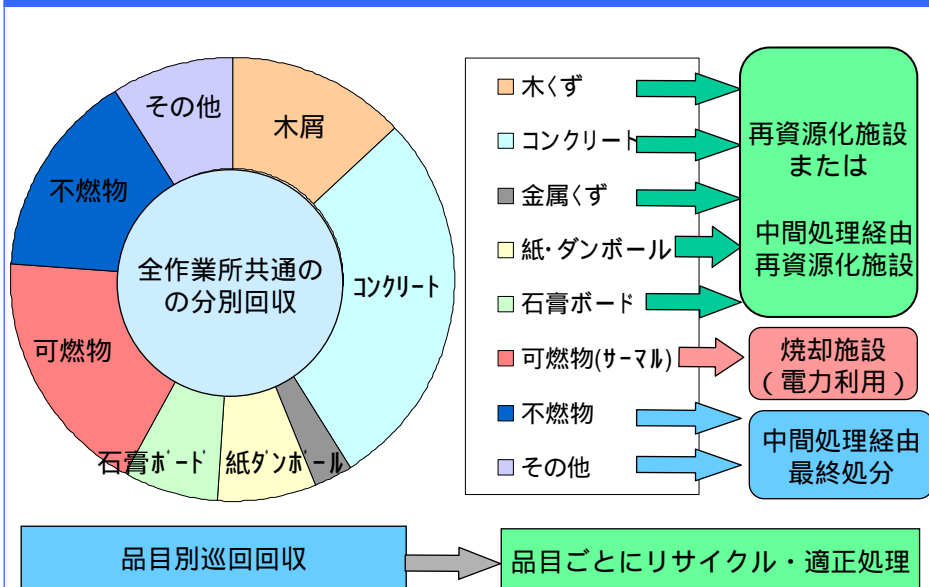 その他
木屑
不燃物
全作業所共通の
の分別回収
コンクリート
可燃物
石膏ボード
紙ダンボール
木くず
コンクリート
金属くず
紙・ダンボール
石膏ボード
可燃物(サーマル)
不燃物
その他
再資源化施設
または
中間処理経由
再資源化施設
焼却施設
(電力利用)
中間処理経由
最終処分
品目別巡回回収
品目ごとにリサイクル・適正処理